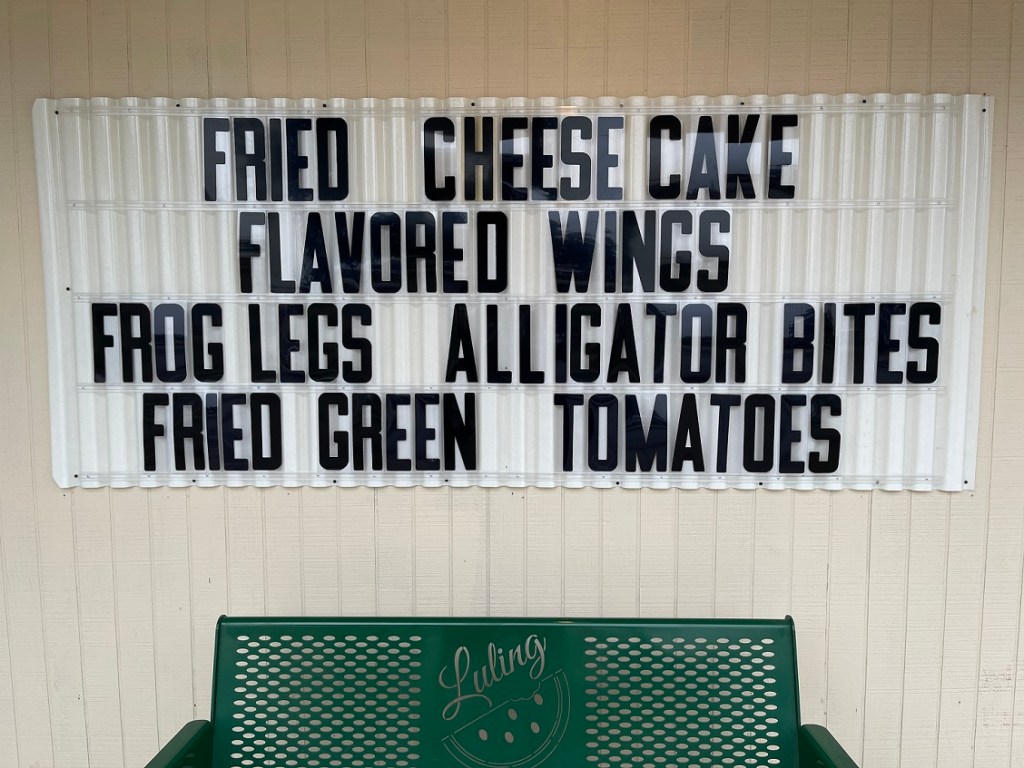 FRIED CHEESE CAKE
FLAVORED WINGS
FROG LEGS ALLIGATOR BITES
FRIED GREEN TOMATOES
Luling